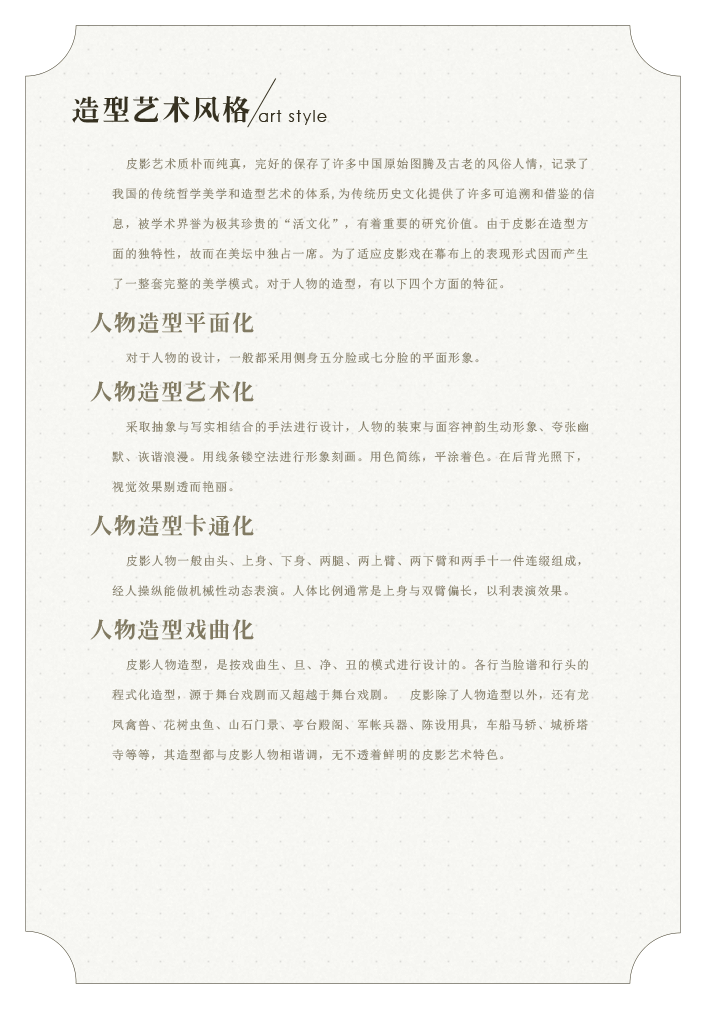 造型艺术风格/art style
皮影艺术质朴而纯真，完好的保存了许多中国原始图腾及古老的风俗人情，记录了
我国的传统哲学美学和造型艺术的体系,为传统历史文化提供了许多可追溯和借鉴的信
息，被学术界誉为极其珍贵的“活文化”，有着重要的研究价值。由于皮影在造型方
面的独特性，故而在美坛中独占一席。为了适应皮影戏在幕布上的表现形式因而产生
了一整套完整的美学模式。对于人物的造型，有以下四个方面的特征。
人物造型平面化
对于人物的设计，一般都采用侧身五分脸或七分脸的平面形象。
人物造型艺术化
采取抽象与写实相结合的手法进行设计，人物的装束与面容神韵生动形象、夸张幽
默、诙谐浪漫。用线条镂空法进行形象刻画。用色简练，平涂着色。在后背光照下，
视觉效果剔透而艳丽。
人物造型卡通化
皮影人物一般由头、上身、下身、两腿、两上臂、两下臂和两手十一件连缀组成，
经人操纵能做机械性动态表演。人体比例通常是上身与双臂偏长，以利表演效果。
人物造型戏曲化
皮影人物造型，是按戏曲生、旦、净、丑的模式进行设计的。各行当脸谱和行头的
程式化造型，源于舞台戏剧而又超越于舞台戏剧。 皮影除了人物造型以外，还有龙
凤禽兽、花树虫鱼、山石门景、亭台殿阁、军帐兵器、陈设用具，车船马轿、城桥塔
寺等等，其造型都与皮影人物相谐调，无不透着鲜明的皮影艺术特色。